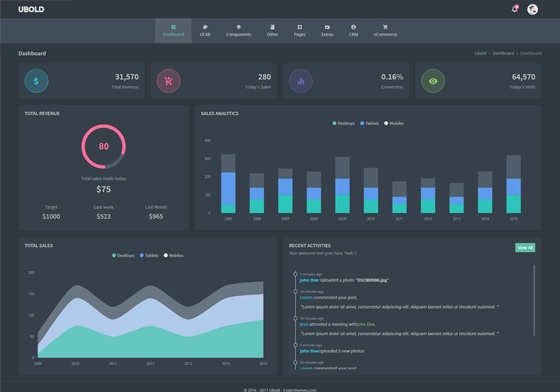 UBOLD
Dashboard UI Kit Components Other Pages Extras CRM eCommerce
Dashboard
Ubold / Dashboard / Dashboard
31,570
Total Revenue
280
Today's Sales
0.16%
Conversion
64,570
Today's Visits
TOTAL REVENUE
80
Total sales made today
$75
Target Last week Last Month
$1000 $523 $965
SALES ANALYTICS
Desktops Tablets Mobiles
400
300
200
100
0
2005 2006 2007 2008 2009 2010 2011 2012 2013 2014 2015
TOTAL SALES
Desktops Tablets Mobiles
200
150
100
50
0
2009 2010 2011 2012 2013 2014 2015
RECENT ACTIVITIES
View All
Your awesome text goes here. Yeah :)
5 minutes ago
John Doe Uploaded a photo "DSC000586.jpg"
30 minutes ago
Lorem commented your post.
"Lorem ipsum dolor sit amet, consectetur adipiscing elit. Aliquam laoreet tellus ut tincidunt euismod. "
59 minutes ago
Jessi attended a meeting withJohn Doe.
"Lorem ipsum dolor sit amet, consectetur adipiscing elit. Aliquam laoreet tellus ut tincidunt euismod. "
5 minutes ago
John DoeUploaded 2 new photos
30 minutes ago
Lorem commented your post.
© 2016 - 2017 UBold - Coderthemes.com